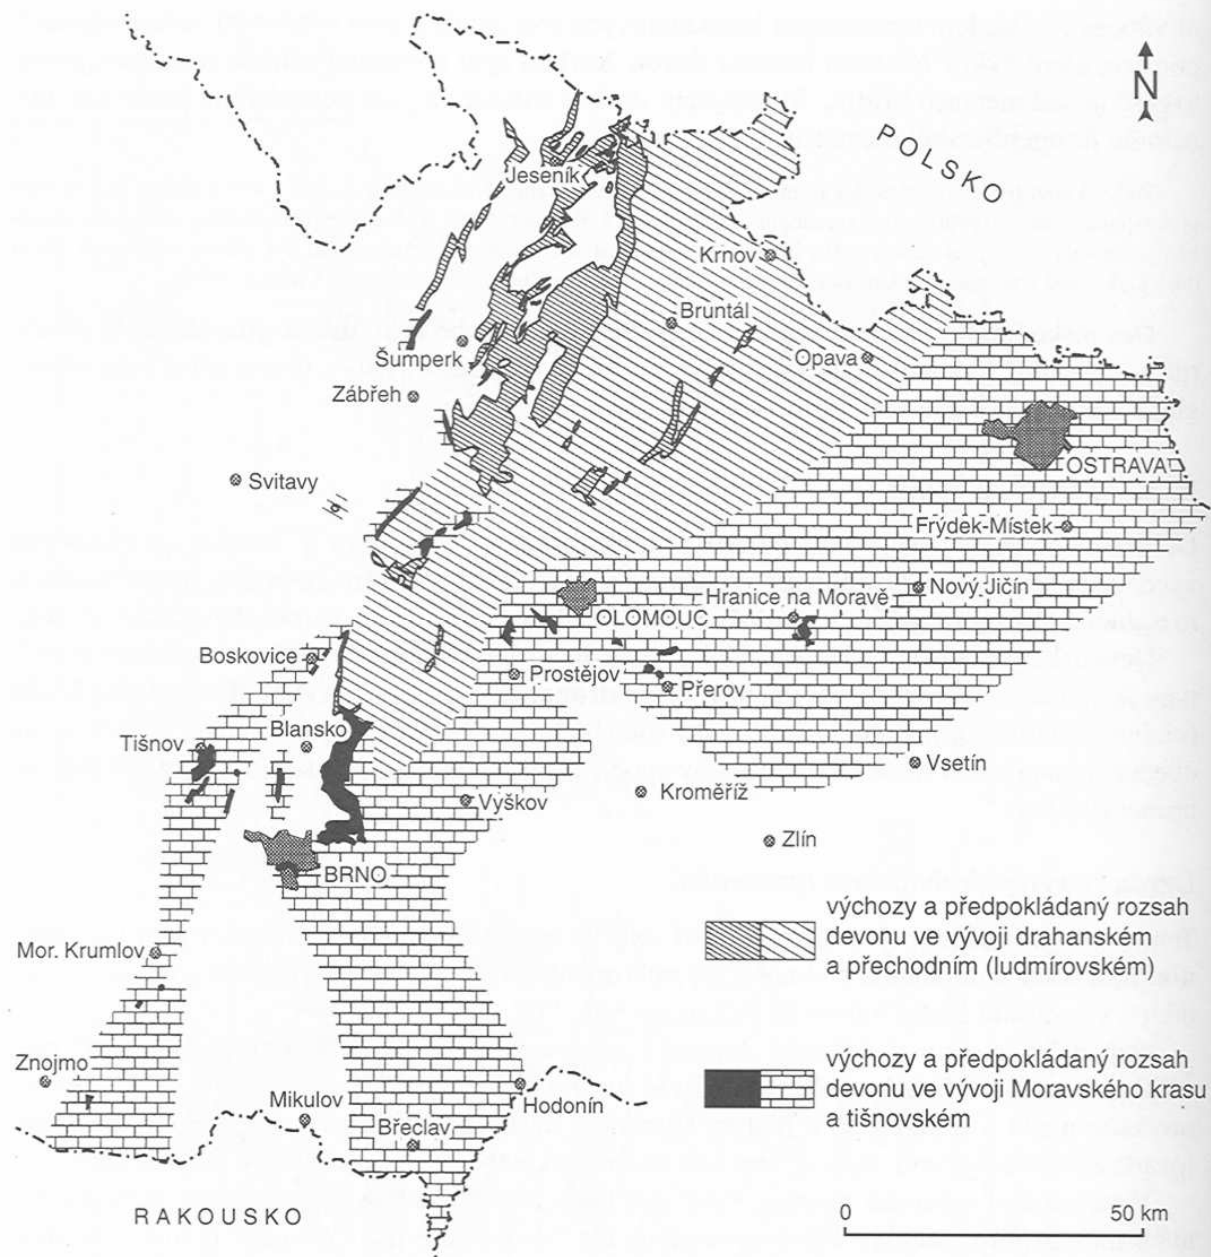 N
POLSKO
Jeseník
Krnov
Bruntál
Šumperk
Opava
Zábřeh
OSTRAVA
Svitavy
Frýdek-Místek
Nový Jičín
Hranice na Moravě
OLOMOUC
Boskovice
Prostějov
Přerov
Blansko
Tišnov
Vsetín
Vyškov
Kroměříž
Zlín
BRNO
výchozy a předpokládaný rozsah
devonu ve vývoji drahanském
a přechodním (ludmírovském)
Mor. Krumlov
Znojmo
výchozy a předpokládaný rozsah
devonu ve vývoji Moravského krasu
a tišnovském
Mikulov
Hodonín
Břeclav
RAKOUSKO
0 50 km